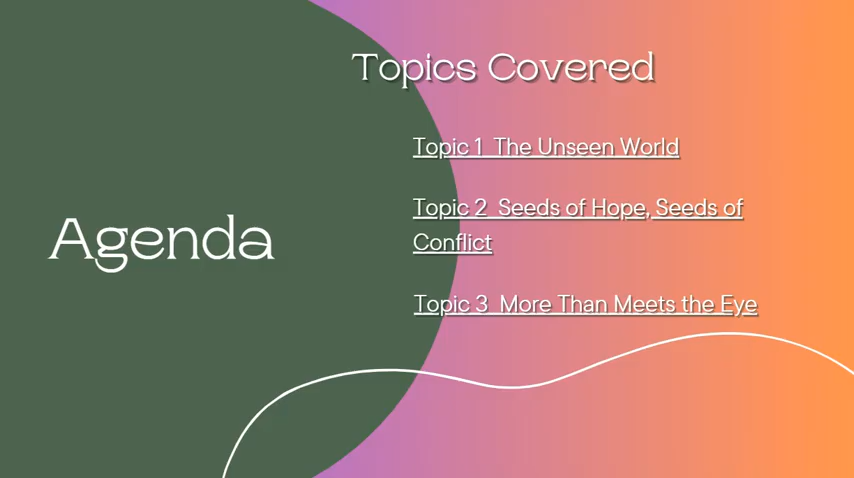 Topics Covered
Topic 1 The Unseen World
Topic 2 Seeds of Hope, Seeds of
Conflict
Agenda
Topic 3 More Than Meets the Eye